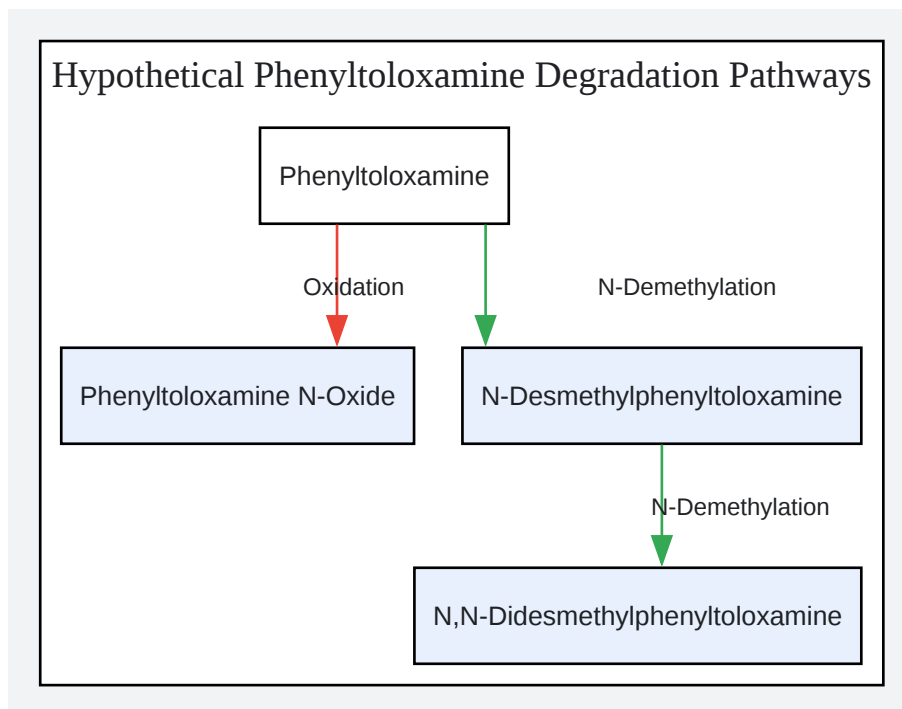 Hypothetical Phenyltoloxamine Degradation Pathways
Phenyltoloxamine
Oxidation
N-Demethylation
Phenyltoloxamine N-Oxide
N-Desmethylphenyltoloxamine
N-Demethylation
N,N-Didesmethylphenyltoloxamine